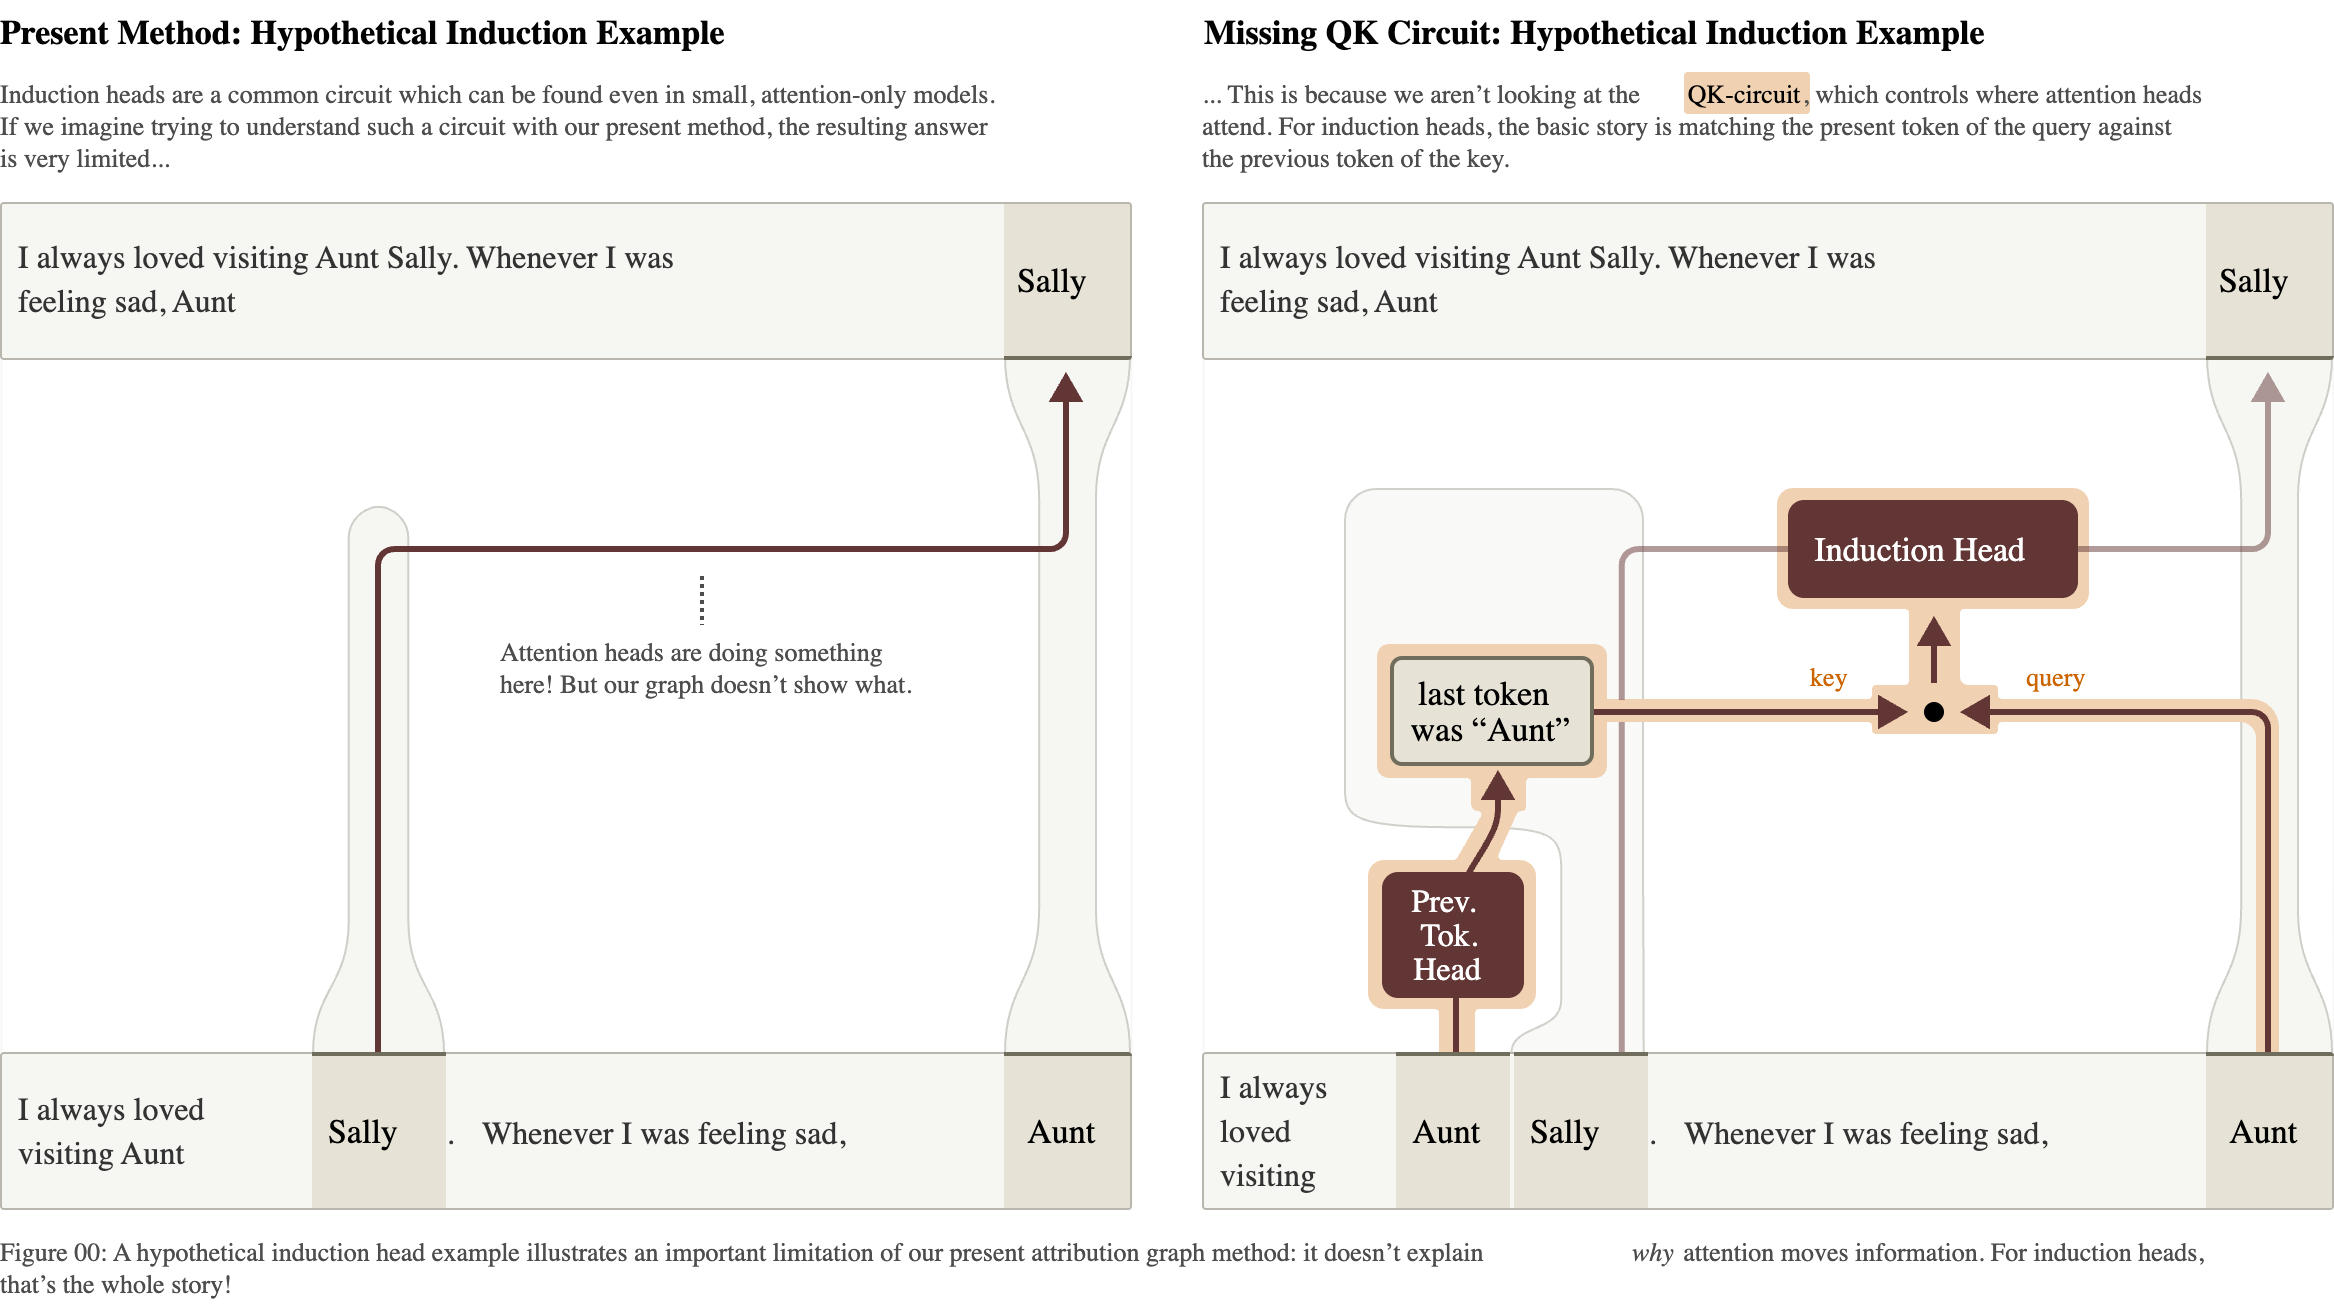 Present Method: Hypothetical Induction Example
Induction heads are a common circuit which can be found even in small, attention-only models.
If we imagine trying to understand such a circuit with our present method, the resulting answer
is very limited...
I always loved visiting Aunt Sally. Whenever I was
feeling sad, Aunt
Sally
Attention heads are doing something
here! But our graph doesn’t show what.
I always loved
visiting Aunt
Sally
. Whenever I was feeling sad,
Aunt
Missing QK Circuit: Hypothetical Induction Example
... This is because we aren’t looking at the QK-circuit, which controls where attention heads
attend. For induction heads, the basic story is matching the present token of the query against
the previous token of the key.
I always loved visiting Aunt Sally. Whenever I was
feeling sad, Aunt
Sally
Induction Head
key
query
last token
was “Aunt”
Prev.
Tok.
Head
I always
loved
visiting
Aunt
Sally
. Whenever I was feeling sad,
Aunt
Figure 00: A hypothetical induction head example illustrates an important limitation of our present attribution graph method: it doesn’t explain why attention moves information. For induction heads,
that’s the whole story!